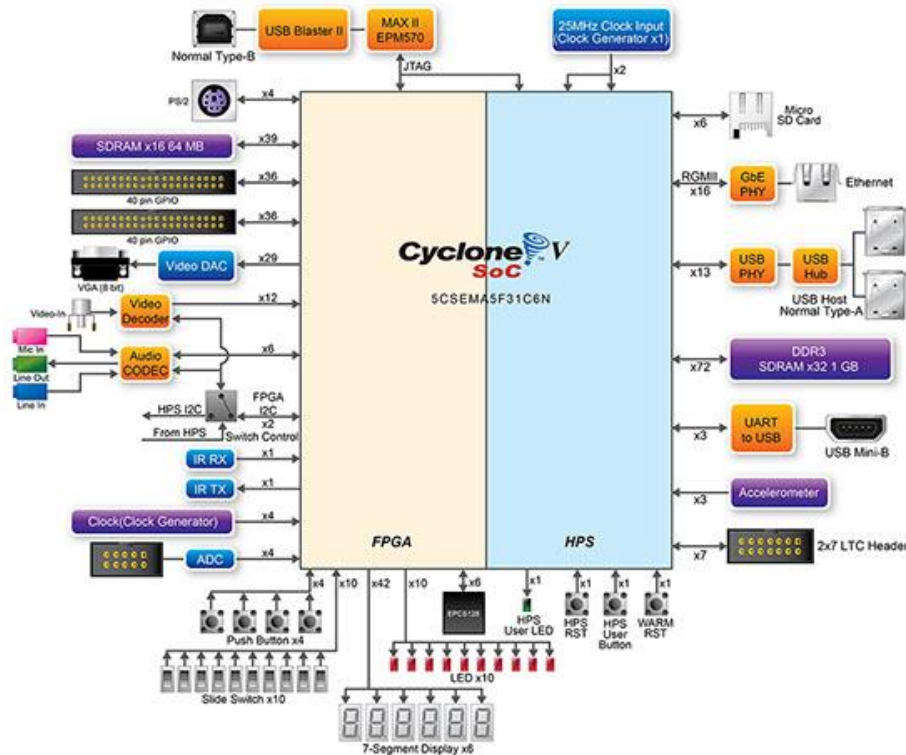 Normal Type-B
USB Blaster II
MAX II
EPM570
JTAG
25MHz Clock Input
(Clock Generator x1)
x2
PS/2
x4
SDRAM x16 64 MB
x39
40 pin GPIO
x36
40 pin GPIO
x36
VGA (8 bit)
Video DAC
x29
Video-In
Video
Decoder
x12
Mic In
Line Out
Line In
Audio
CODEC
x6
HPS I2C
From HPS
FPGA
I2C
x2
Switch Control
IR RX
x1
IR TX
x1
Clock(Clock Generator)
x4
ADC
x4
Cyclone V
SoC
5CSEMA5F31C6N
FPGA
HPS
x6
Micro
SD Card
RGMII
x16
GbE
PHY
Ethernet
x13
USB
PHY
USB
Hub
USB Host
Normal Type-A
x72
DDR3
SDRAM x32 1 GB
x3
UART
to USB
USB Mini-B
x3
Accelerometer
x7
2x7 LTC Header
x4
x10
x42
x10
x6
x1
x1
x1
x1
Push Button x4
Slide Switch x10
7-Segment Display x6
LED x10
EPCS128
HPS
User LED
HPS
RST
HPS
User
Button
WARM
RST